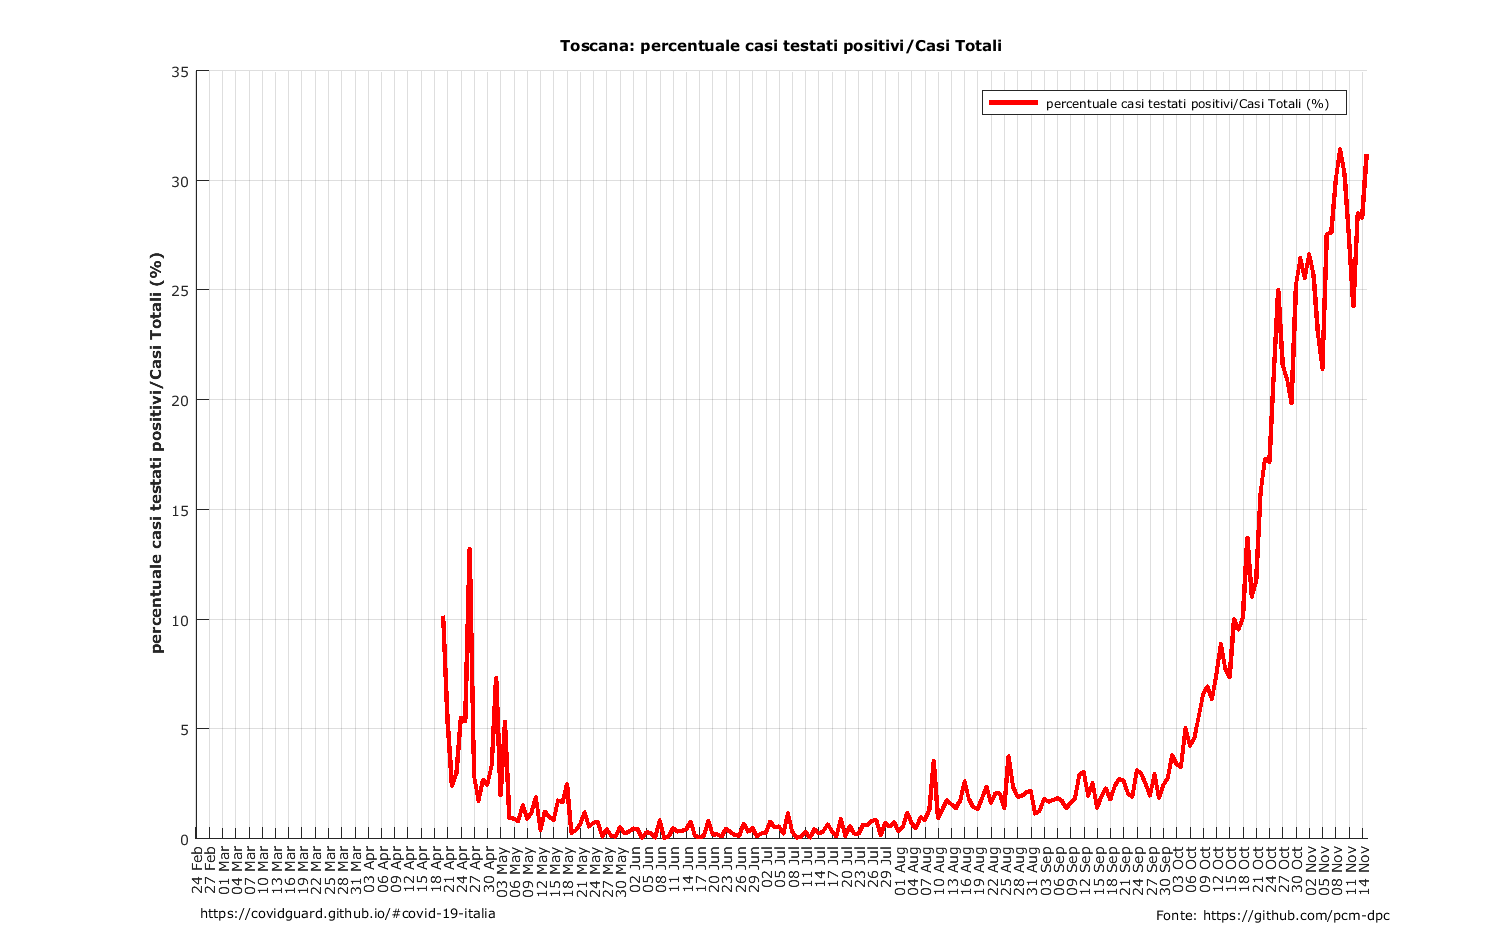 Toscana: percentuale casi testati positivi/Casi Totali
percentuale casi testati positivi/Casi Totali (%)
percentuale casi testati positivi/Casi Totali (%)
35
30
25
20
15
10
5
0
24 Feb
27 Feb
01 Mar
04 Mar
07 Mar
10 Mar
13 Mar
16 Mar
19 Mar
22 Mar
25 Mar
28 Mar
31 Mar
03 Apr
06 Apr
09 Apr
12 Apr
15 Apr
18 Apr
21 Apr
24 Apr
27 Apr
30 Apr
03 May
06 May
09 May
12 May
15 May
18 May
21 May
24 May
27 May
30 May
02 Jun
05 Jun
08 Jun
11 Jun
14 Jun
17 Jun
20 Jun
23 Jun
26 Jun
29 Jun
02 Jul
05 Jul
08 Jul
11 Jul
14 Jul
17 Jul
20 Jul
23 Jul
26 Jul
29 Jul
01 Aug
04 Aug
07 Aug
10 Aug
13 Aug
16 Aug
19 Aug
22 Aug
25 Aug
28 Aug
31 Aug
03 Sep
06 Sep
09 Sep
12 Sep
15 Sep
18 Sep
21 Sep
24 Sep
27 Sep
30 Sep
03 Oct
06 Oct
09 Oct
12 Oct
15 Oct
18 Oct
21 Oct
24 Oct
27 Oct
30 Oct
02 Nov
05 Nov
08 Nov
11 Nov
14 Nov
https://covidguard.github.io/#covid-19-italia
Fonte: https://github.com/pcm-dpc